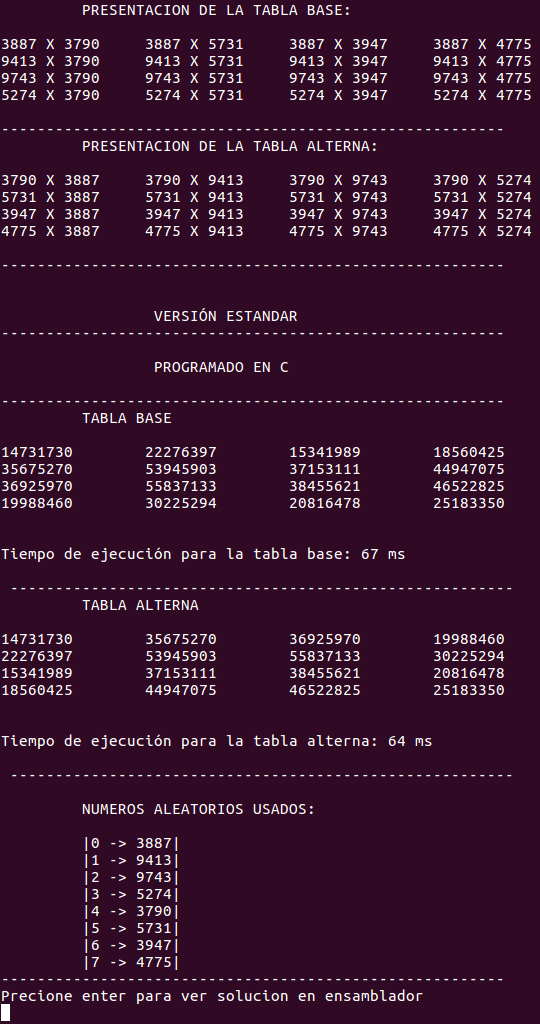 PRESENTACION DE LA TABLA BASE:
3887 X 3790 3887 X 5731 3887 X 3947 3887 X 4775
9413 X 3790 9413 X 5731 9413 X 3947 9413 X 4775
9743 X 3790 9743 X 5731 9743 X 3947 9743 X 4775
5274 X 3790 5274 X 5731 5274 X 3947 5274 X 4775
--------------------------------------------------------
PRESENTACION DE LA TABLA ALTERNA:
3790 X 3887 3790 X 9413 3790 X 9743 3790 X 5274
5731 X 3887 5731 X 9413 5731 X 9743 5731 X 5274
3947 X 3887 3947 X 9413 3947 X 9743 3947 X 5274
4775 X 3887 4775 X 9413 4775 X 9743 4775 X 5274
--------------------------------------------------------
VERSIÓN ESTANDAR
--------------------------------------------------------
PROGRAMADO EN C
--------------------------------------------------------
TABLA BASE
14731730 22276397 15341989 18560425
35675270 53945903 37153111 44947075
36925970 55837133 38455621 46522825
19988460 30225294 20816478 25183350
Tiempo de ejecución para la tabla base: 67 ms
--------------------------------------------------------
TABLA ALTERNA
14731730 35675270 36925970 19988460
22276397 53945903 55837133 30225294
15341989 37153111 38455621 20816478
18560425 44947075 46522825 25183350
Tiempo de ejecución para la tabla alterna: 64 ms
--------------------------------------------------------
NUMEROS ALEATORIOS USADOS:
|0 -> 3887|
|1 -> 9413|
|2 -> 9743|
|3 -> 5274|
|4 -> 3790|
|5 -> 5731|
|6 -> 3947|
|7 -> 4775|
--------------------------------------------------------
Precione enter para ver solucion en ensamblador